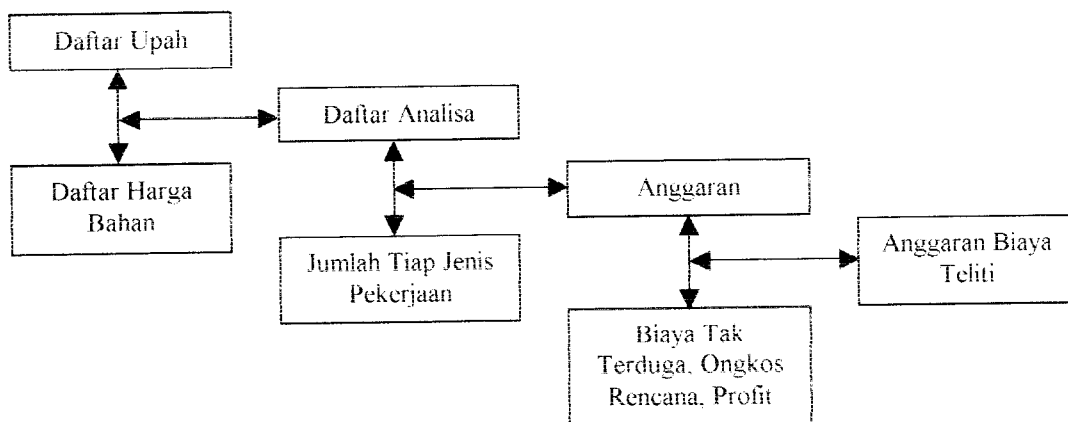 Daftar Upah
Daftar Analisa
Daftar Harga
Bahan
Anggaran
Jumlah Tiap Jenis
Pekerjaan
Anggaran Biaya
Teliti
Biaya Tak
Terduga, Ongkos
Rencana, Profit